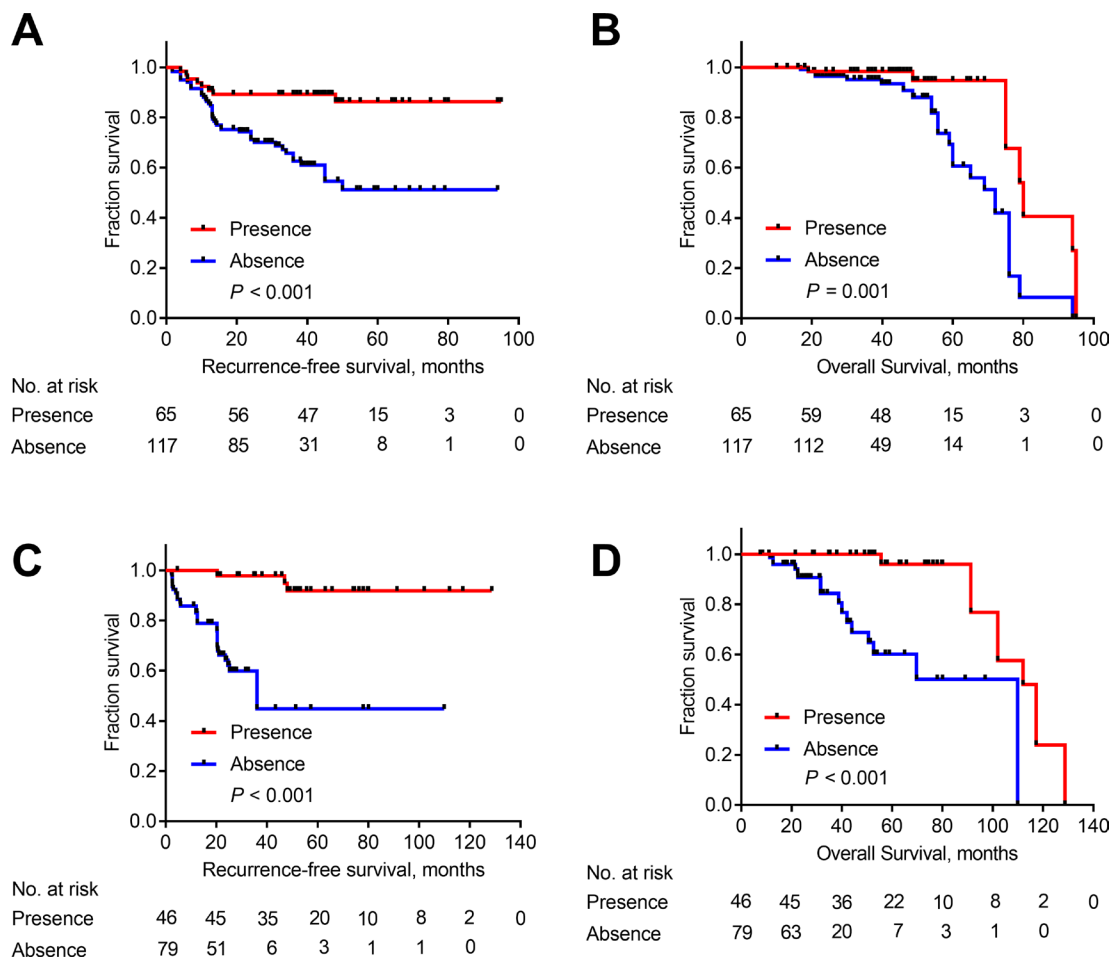 A
1.0
0.8
0.6
0.4
0.2
0.0
Fraction survival
Presence
Absence
P < 0.001
0 20 40 60 80 100
Recurrence-free survival, months
No. at risk
Presence 65 56 47 15 3 0
Absence 117 85 31 8 1 0
B
1.0
0.8
0.6
0.4
0.2
0.0
Fraction survival
Presence
Absence
P = 0.001
0 20 40 60 80 100
Overall Survival, months
No. at risk
Presence 65 59 48 15 3 0
Absence 117 112 49 14 1 0
C
1.0
0.8
0.6
0.4
0.2
0.0
Fraction survival
Presence
Absence
P < 0.001
0 20 40 60 80 100 120 140
Recurrence-free survival, months
No. at risk
Presence 46 45 35 20 10 8 2 0
Absence 79 51 6 3 1 1 0
D
1.0
0.8
0.6
0.4
0.2
0.0
Fraction survival
Presence
Absence
P < 0.001
0 20 40 60 80 100 120 140
Overall Survival, months
No. at risk
Presence 46 45 36 22 10 8 2 0
Absence 79 63 20 7 3 1 0